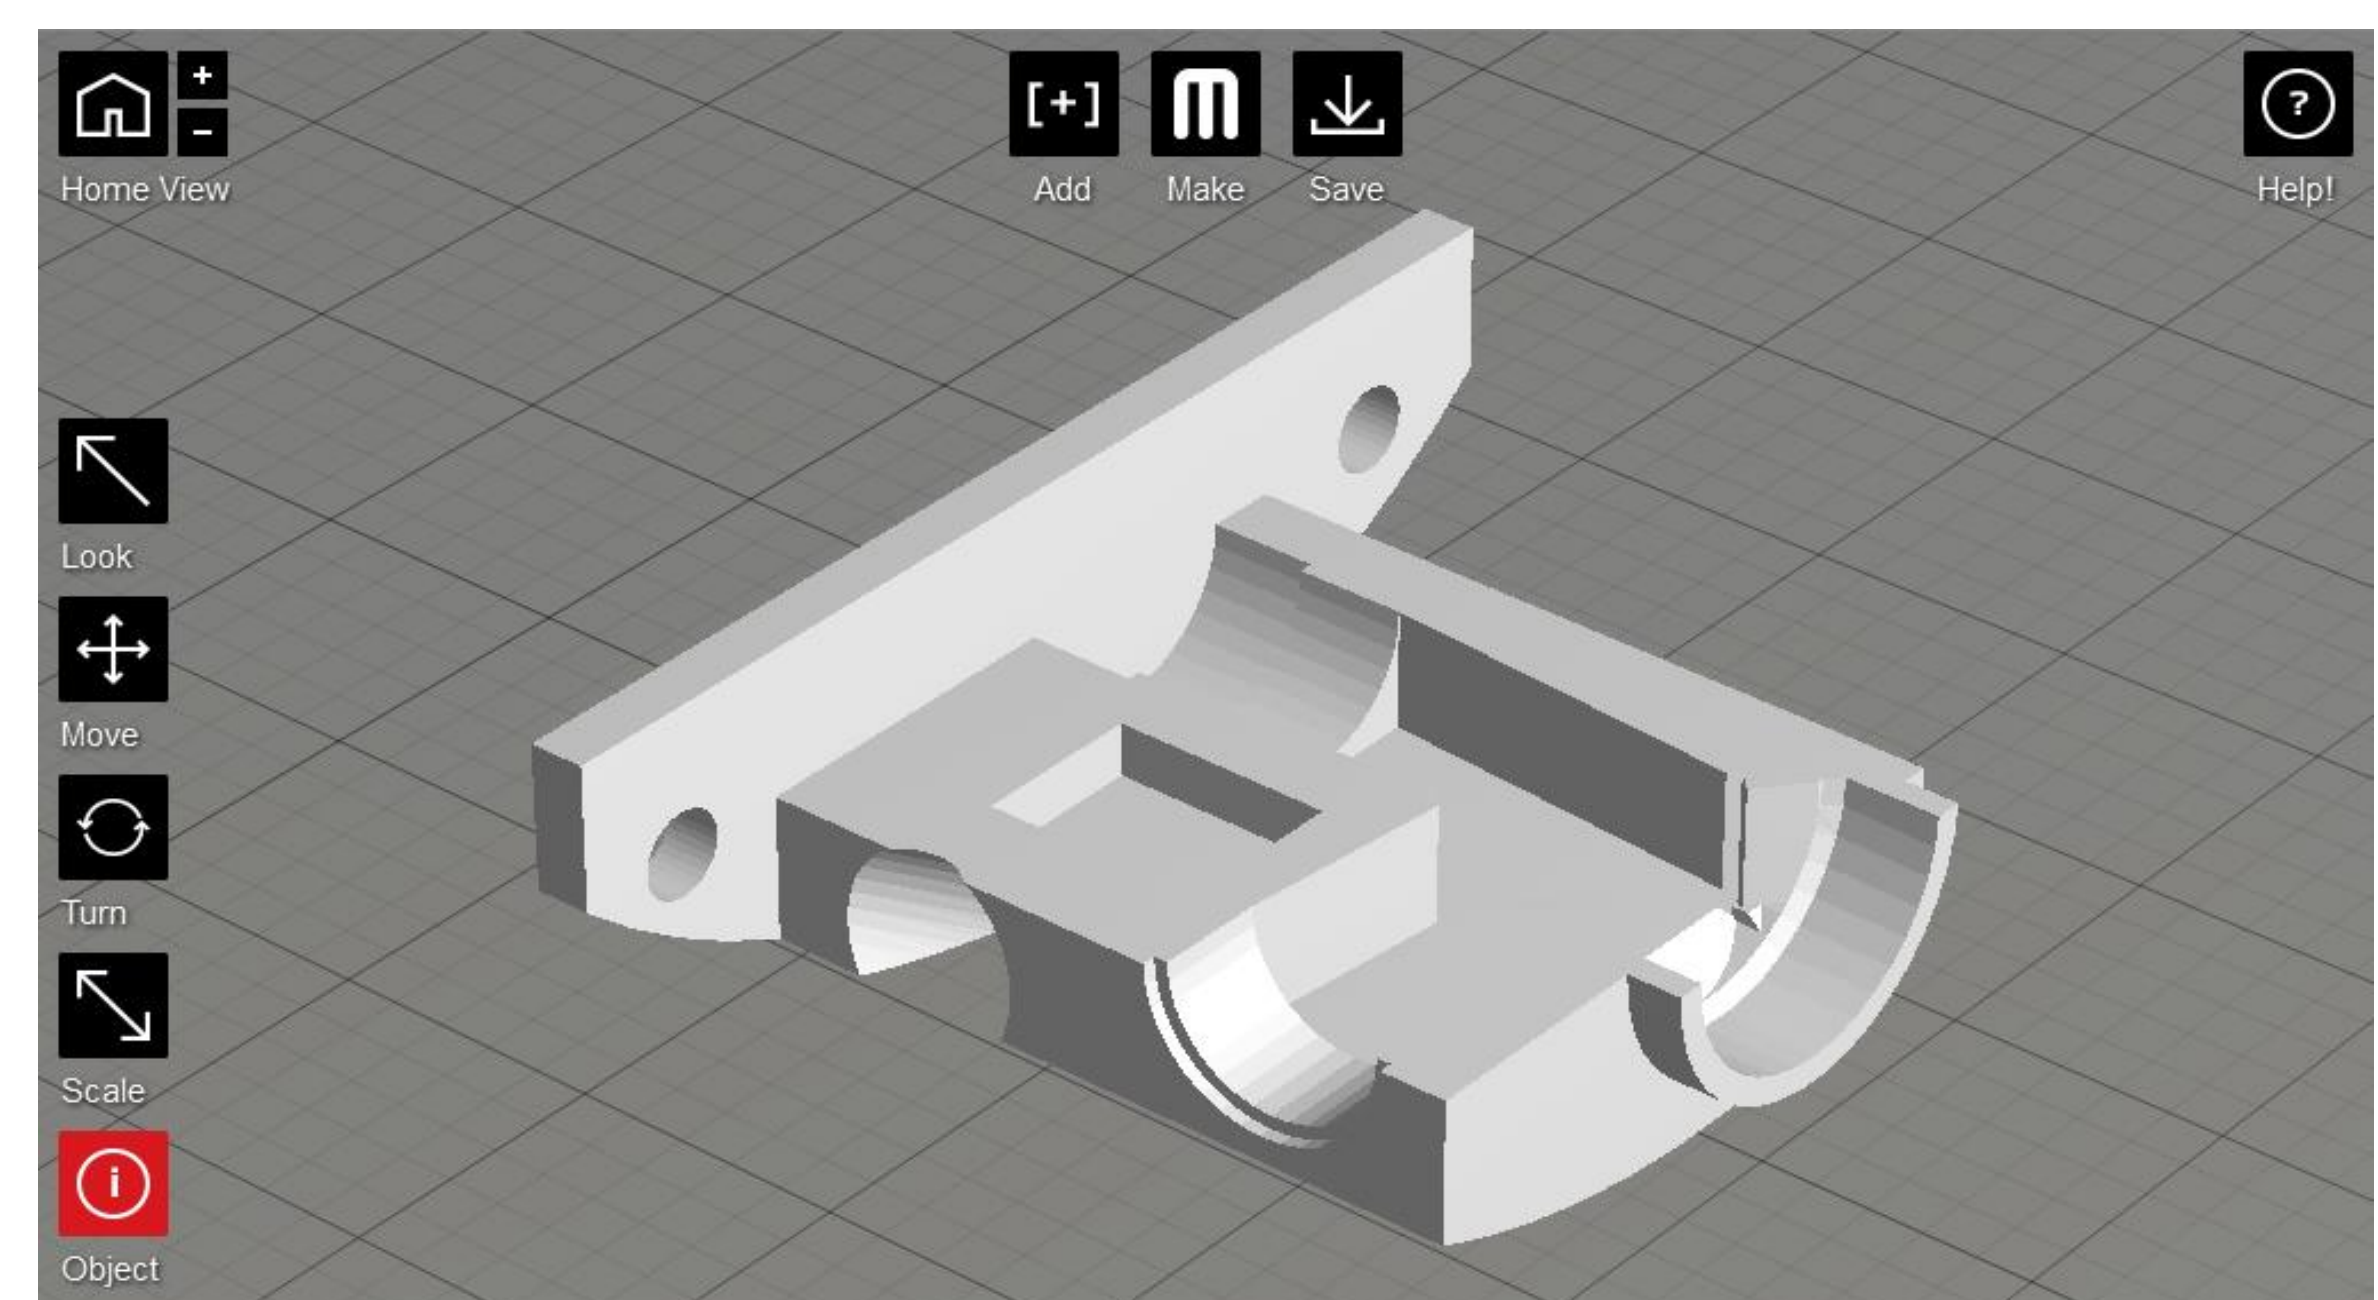 +
-
Home View
[+]
Add
m
Make
Save
?
Help!
Look
Move
Turn
Scale
i
Object